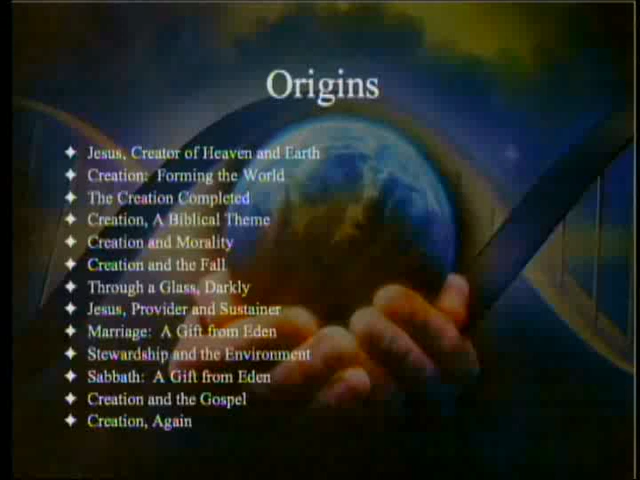 Origins
Jesus, Creator of Heaven and Earth
Creation: Forming the World
The Creation Completed
Creation, A Biblical Theme
Creation and Morality
Creation and the Fall
Through a Glass, Darkly
Jesus, Provider and Sustainer
Marriage: A Gift from Eden
Stewardship and the Environment
Sabbath: A Gift from Eden
Creation and the Gospel
Creation, Again